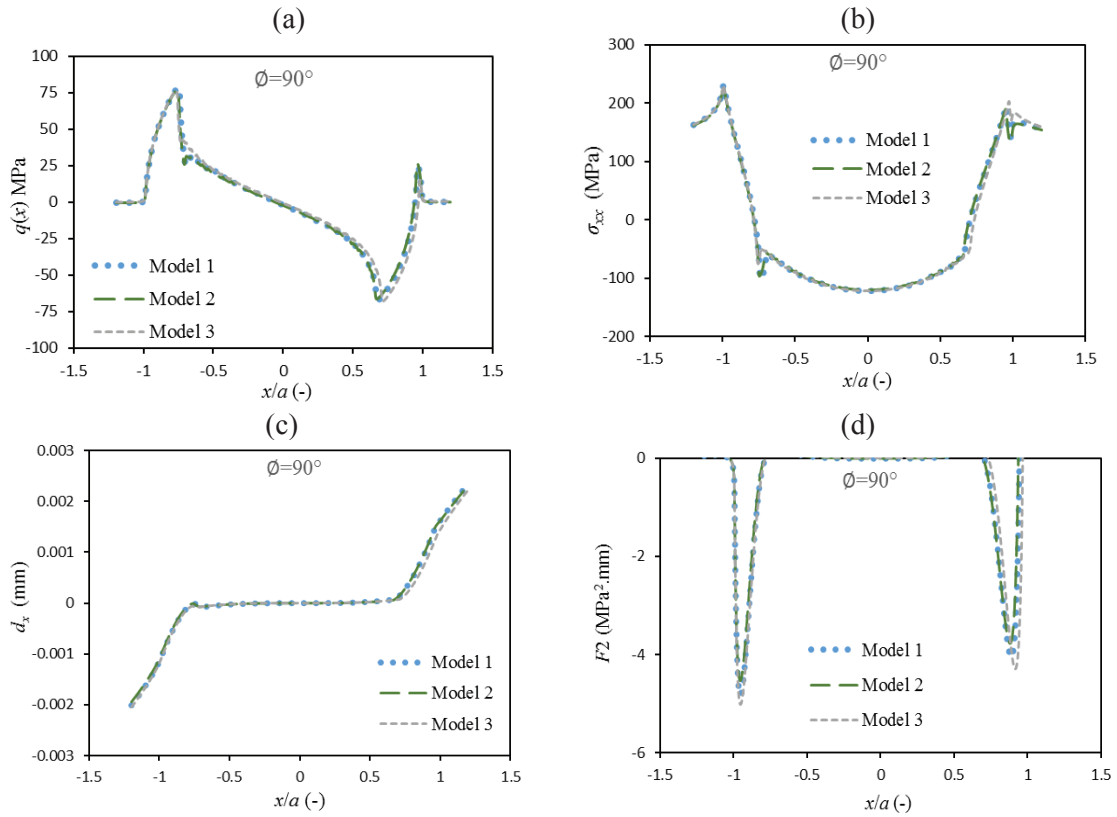 (a)
Ø=90°
100
75
50
25
0
-25
-50
-75
-100
q(x) MPa
Model 1
Model 2
Model 3
-1.5 -1 -0.5 0 0.5 1 1.5
x/a (-)
(b)
Ø=90°
300
200
100
0
-100
-200
σxx (MPa)
Model 1
Model 2
Model 3
-1.5 -1 -0.5 0 0.5 1 1.5
x/a (-)
(c)
Ø=90°
0.003
0.002
0.001
0
-0.001
-0.002
-0.003
dx (mm)
Model 1
Model 2
Model 3
-1.5 -1 -0.5 0 0.5 1 1.5
x/a (-)
(d)
Ø=90°
0
-2
-4
-6
F2 (MPa².mm)
Model 1
Model 2
Model 3
-1.5 -1 -0.5 0 0.5 1 1.5
x/a (-)